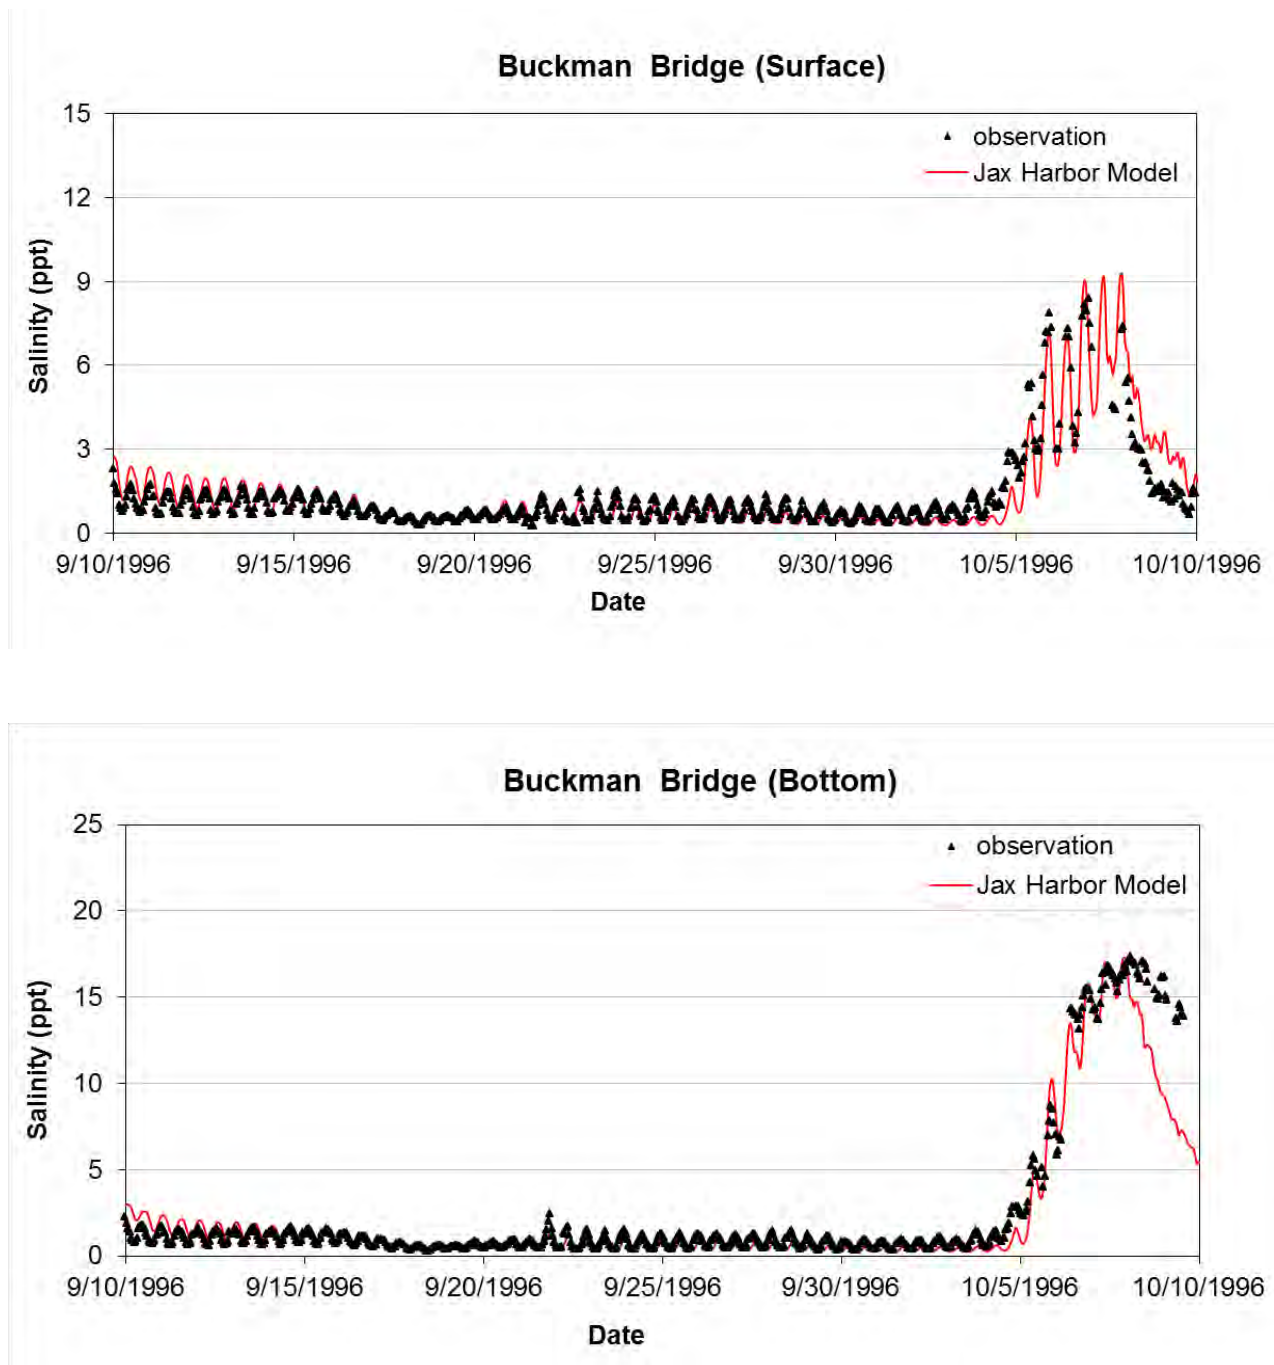 Buckman Bridge (Surface)
15
observation
Jax Harbor Model
12
9
6
3
0
Salinity (ppt)
9/10/1996 9/15/1996 9/20/1996 9/25/1996 9/30/1996 10/5/1996 10/10/1996
Date
Buckman Bridge (Bottom)
25
observation
Jax Harbor Model
20
15
10
5
0
Salinity (ppt)
9/10/1996 9/15/1996 9/20/1996 9/25/1996 9/30/1996 10/5/1996 10/10/1996
Date